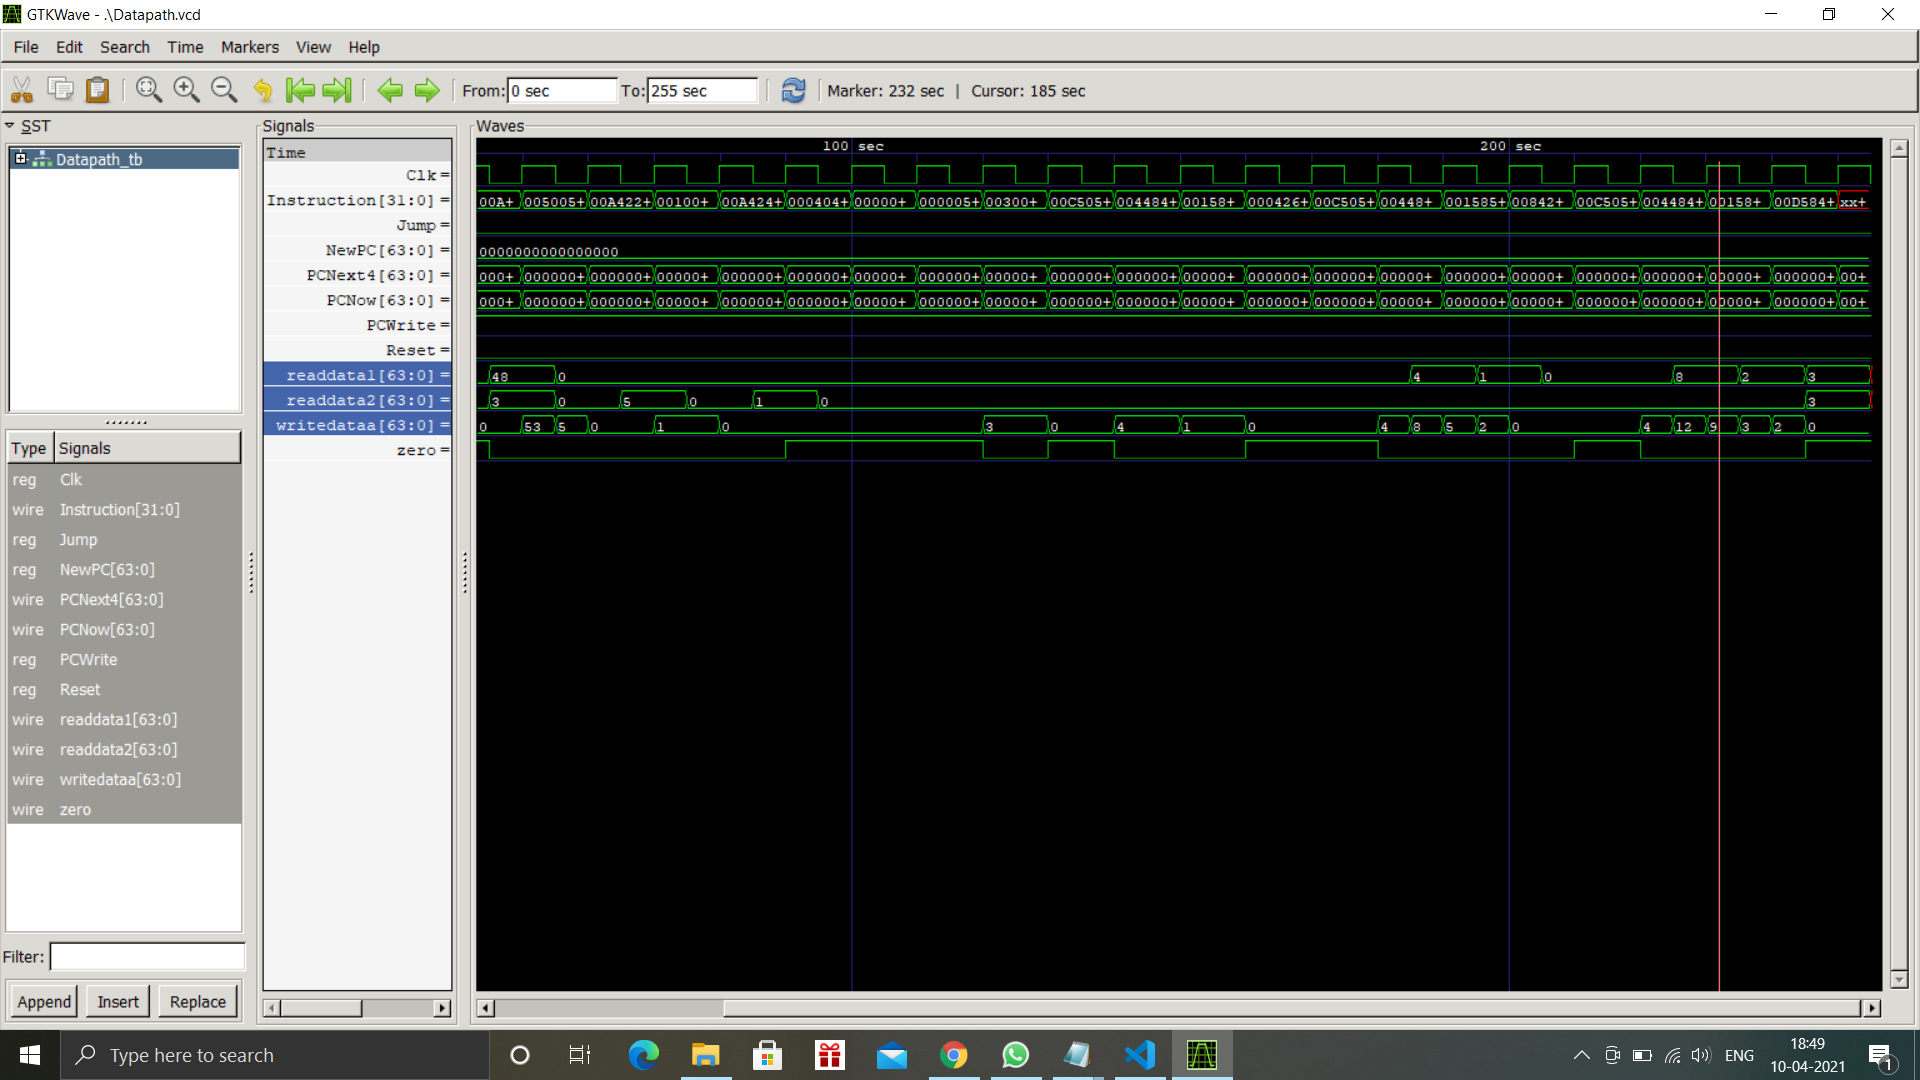 GTKWave - .\Datapath.vcd
File Edit Search Time Markers View Help
From: 0 sec To: 255 sec Marker: 232 sec | Cursor: 185 sec
SST
Datapath_tb
Type Signals
reg Clk
wire Instruction[31:0]
reg Jump
reg NewPC[63:0]
wire PCNext4[63:0]
wire PCNow[63:0]
reg PCWrite
reg Reset
wire readdata1[63:0]
wire readdata2[63:0]
wire writedataa[63:0]
wire zero
Filter:
Append Insert Replace
Signals
Time
Clk =
Instruction[31:0] =
Jump =
NewPC[63:0] =
PCNext4[63:0] =
PCNow[63:0] =
PCWrite =
Reset =
readdata1[63:0] =
readdata2[63:0] =
writedataa[63:0] =
zero =
Waves
100 sec 200 sec
00A+ 005005+ 00A422+ 00100+ 00A424+ 000404+ 00000+ 000005+ 00300+ 00C505+ 004484+ 00158+ 000426+ 00C505+ 00448+ 001585+ 00842+ 00C505+ 004484+ 00158+ 00D584+ xx+
0000000000000000
000+ 000000+ 000000+ 00000+ 000000+ 000000+ 00000+ 000000+ 00000+ 000000+ 000000+ 00000+ 000000+ 000000+ 00000+ 000000+ 00000+ 000000+ 000000+ 00000+ 000000+ 00+
000+ 000000+ 000000+ 00000+ 000000+ 000000+ 00000+ 000000+ 00000+ 000000+ 000000+ 00000+ 000000+ 000000+ 00000+ 000000+ 00000+ 000000+ 000000+ 00000+ 000000+ 00+
48 0 4 1 0 8 2 3
3 0 5 0 1 0 3
0 53 5 0 1 0 3 0 4 1 0 4 8 5 2 0 4 12 9 3 2 0
Type here to search
ENG
18:49
10-04-2021
1